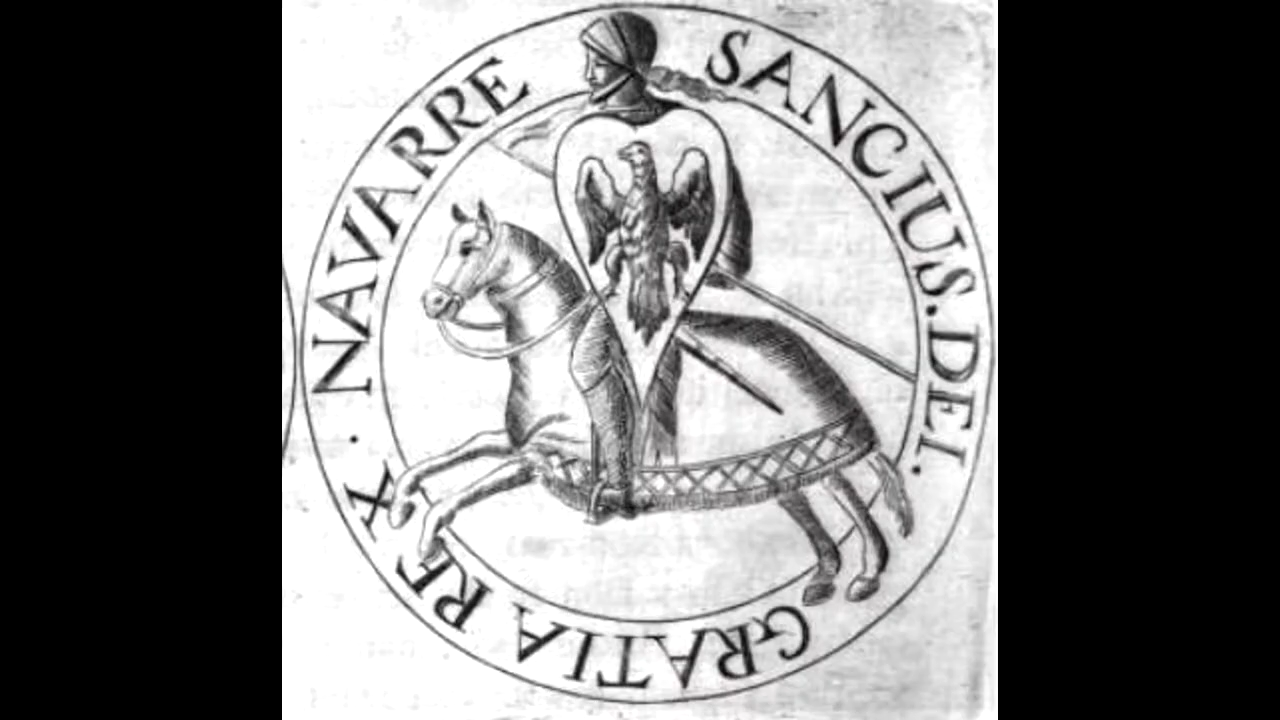 SANCIUS. DEI. GRATIA REX . NAVARRE